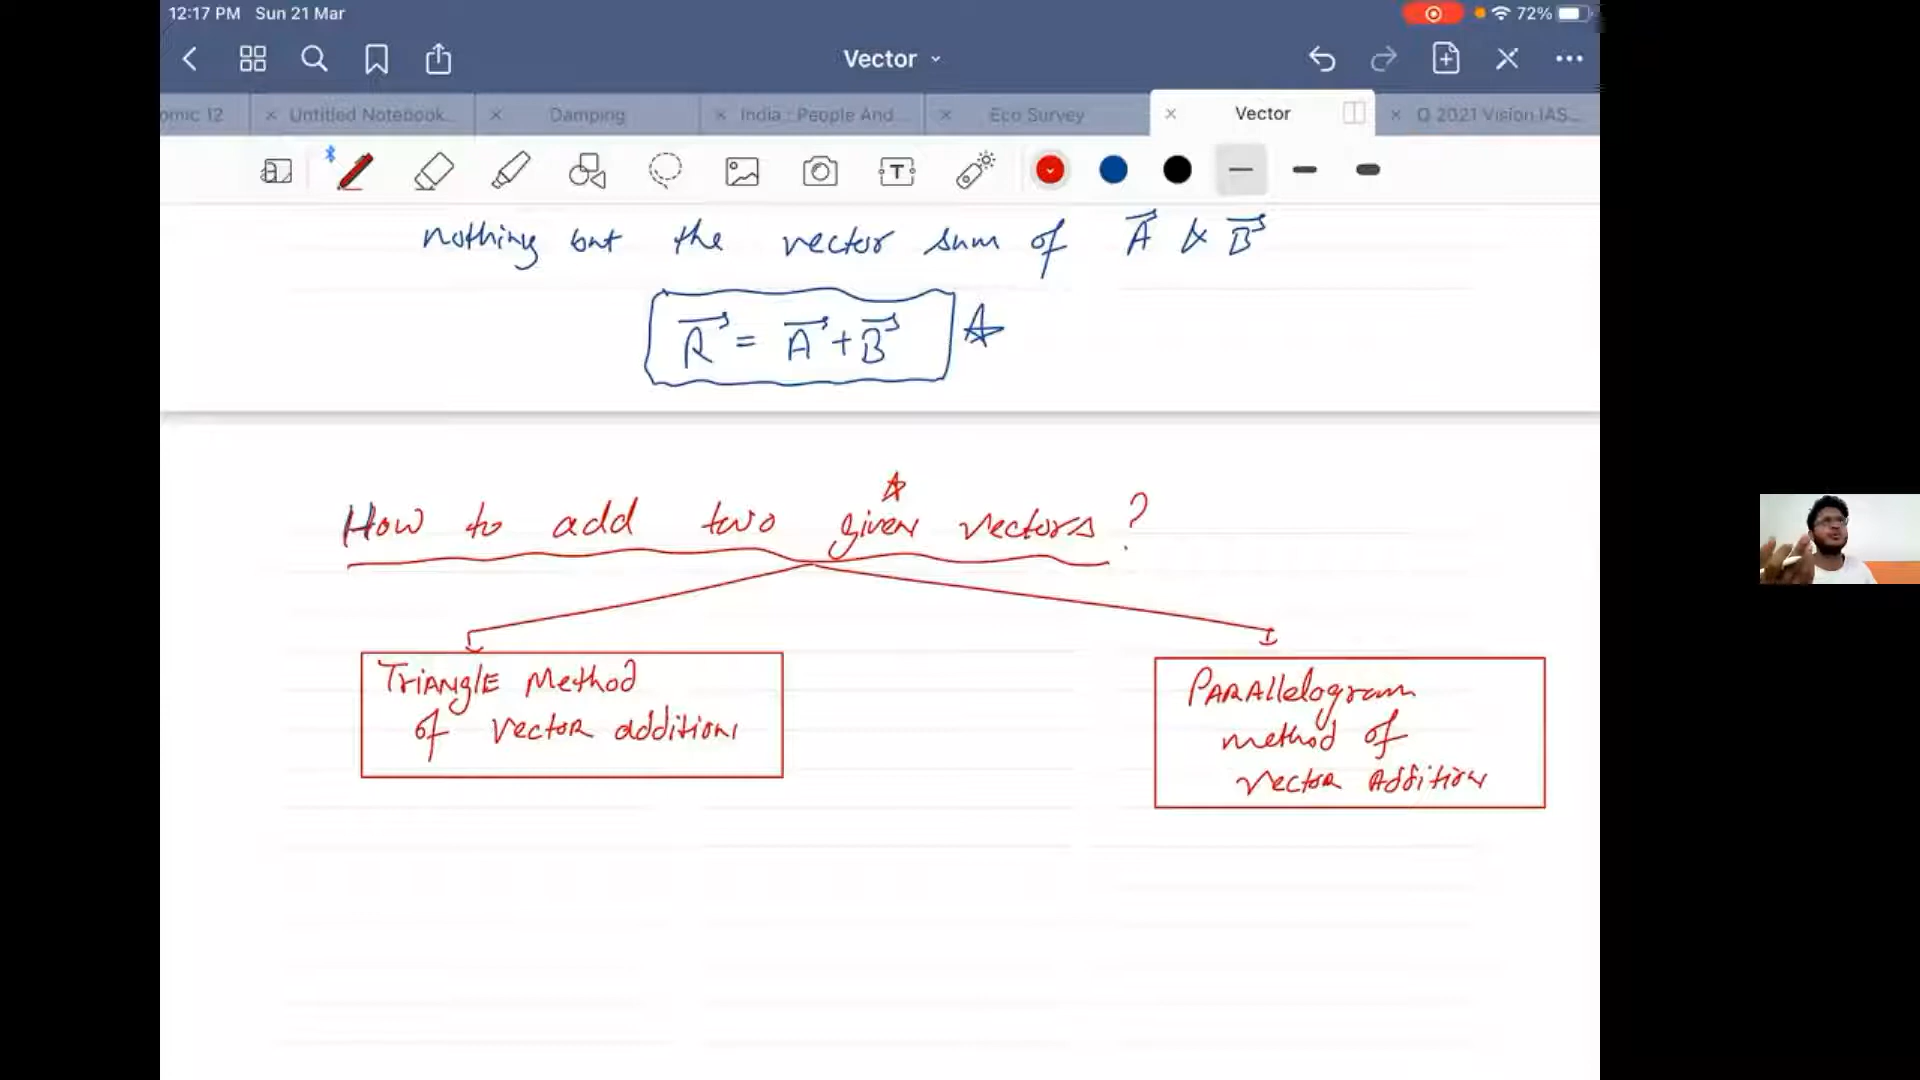 12:17 PM Sun 21 Mar 72%
Vector
omic 12 Untitled Notebook... Damping India : People And... Eco Survey Vector Q 2021 Vision IAS...
T
nothing but the vector sum of A⃗ & B⃗
R⃗ = A⃗ + B⃗
How to add two given vectors ?
TRIANGLE Method
of vector addition
PARAllelogram
method of
vector Addition